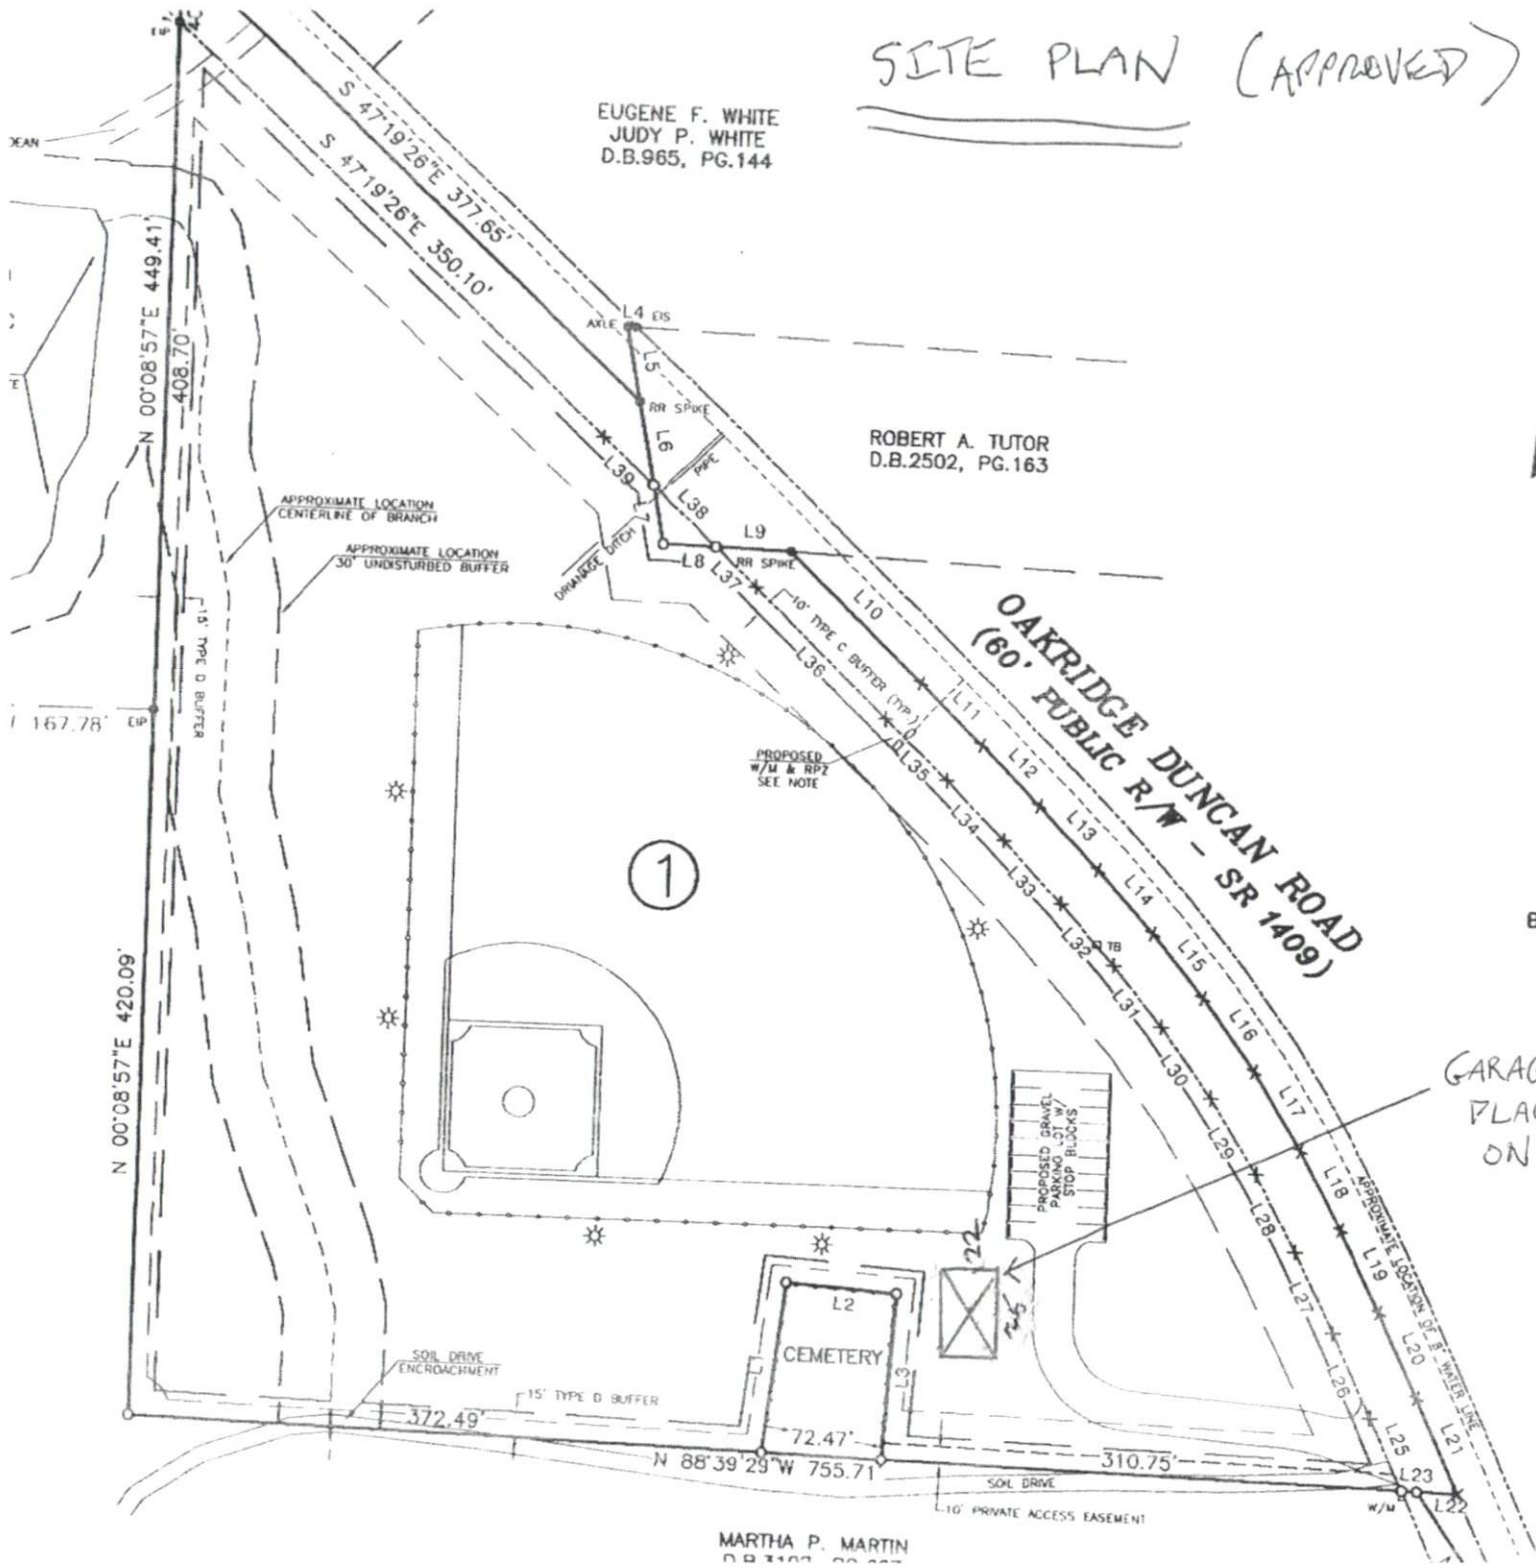 SITE PLAN (APPROVED)
EIP
EUGENE F. WHITE
JUDY P. WHITE
D.B.965, PG.144
S 47°19'26"E 377.65'
S 47°19'26"E 350.10'
N 00°08'57"E 449.41'
408.70'
L4 EIS
AXLE
L5
RR SPIKE
L6
ROBERT A. TUTOR
D.B.2502, PG.163
PIPE
L39
L38
L7
L9
L8
RR SPIKE
L37
DRIANAGE DITCH
APPROXIMATE LOCATION
CENTERLINE OF BRANCH
APPROXIMATE LOCATION
30' UNDISTURBED BUFFER
15' TYPE D BUFFER
10' TYPE C BUFFER (TYP.)
L10
L36
OAKRIDGE DUNCAN ROAD
(60' PUBLIC R/W - SR 1409)
167.78'
EIP
PROPOSED
W/M & RPZ
SEE NOTE
L11
L35
L12
L34
L13
L33
L14
L32
TB
L15
L31
L16
L30
L17
L29
L18
L28
L19
L27
L20
L26
L21
L25
1
N 00°08'57"E 420.09'
PROPOSED GRAVEL
PARKING LOT W/
STOP BLOCKS
APPROXIMATE LOCATION OF 8" WATER LINE
ON
22
L2
CEMETERY
L1
L3
SOIL DRIVE
ENCROACHMENT
15' TYPE D BUFFER
372.49'
72.47'
N 88°39'29"W 755.71'
310.75'
SOIL DRIVE
10' PRIVATE ACCESS EASEMENT
L23
W/M
L22
MARTHA P. MARTIN